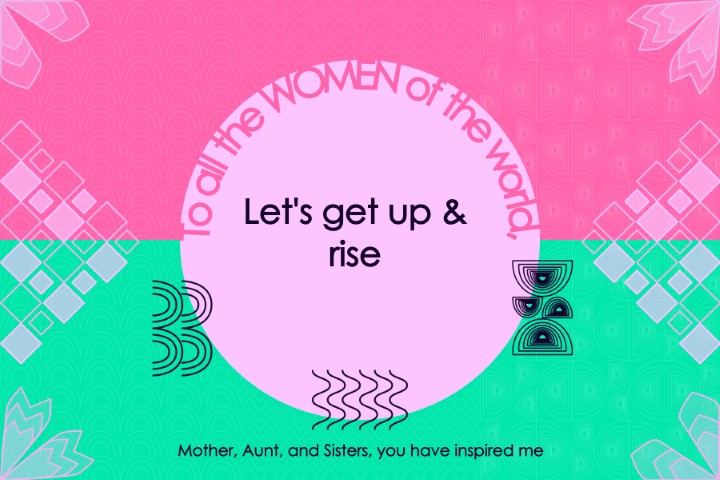 To all the WOMEN of the world,
Let's get up &
rise
Mother, Aunt, and Sisters, you have inspired me